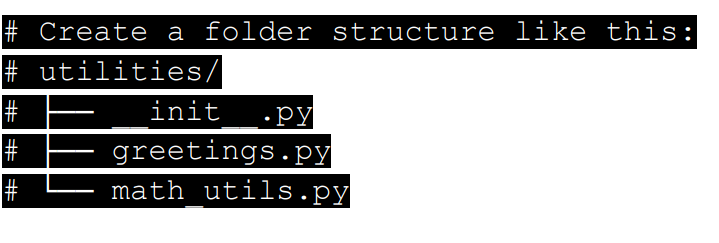 # Create a folder structure like this:
# utilities/
# ├── __init__.py
# ├── greetings.py
# └── math_utils.py